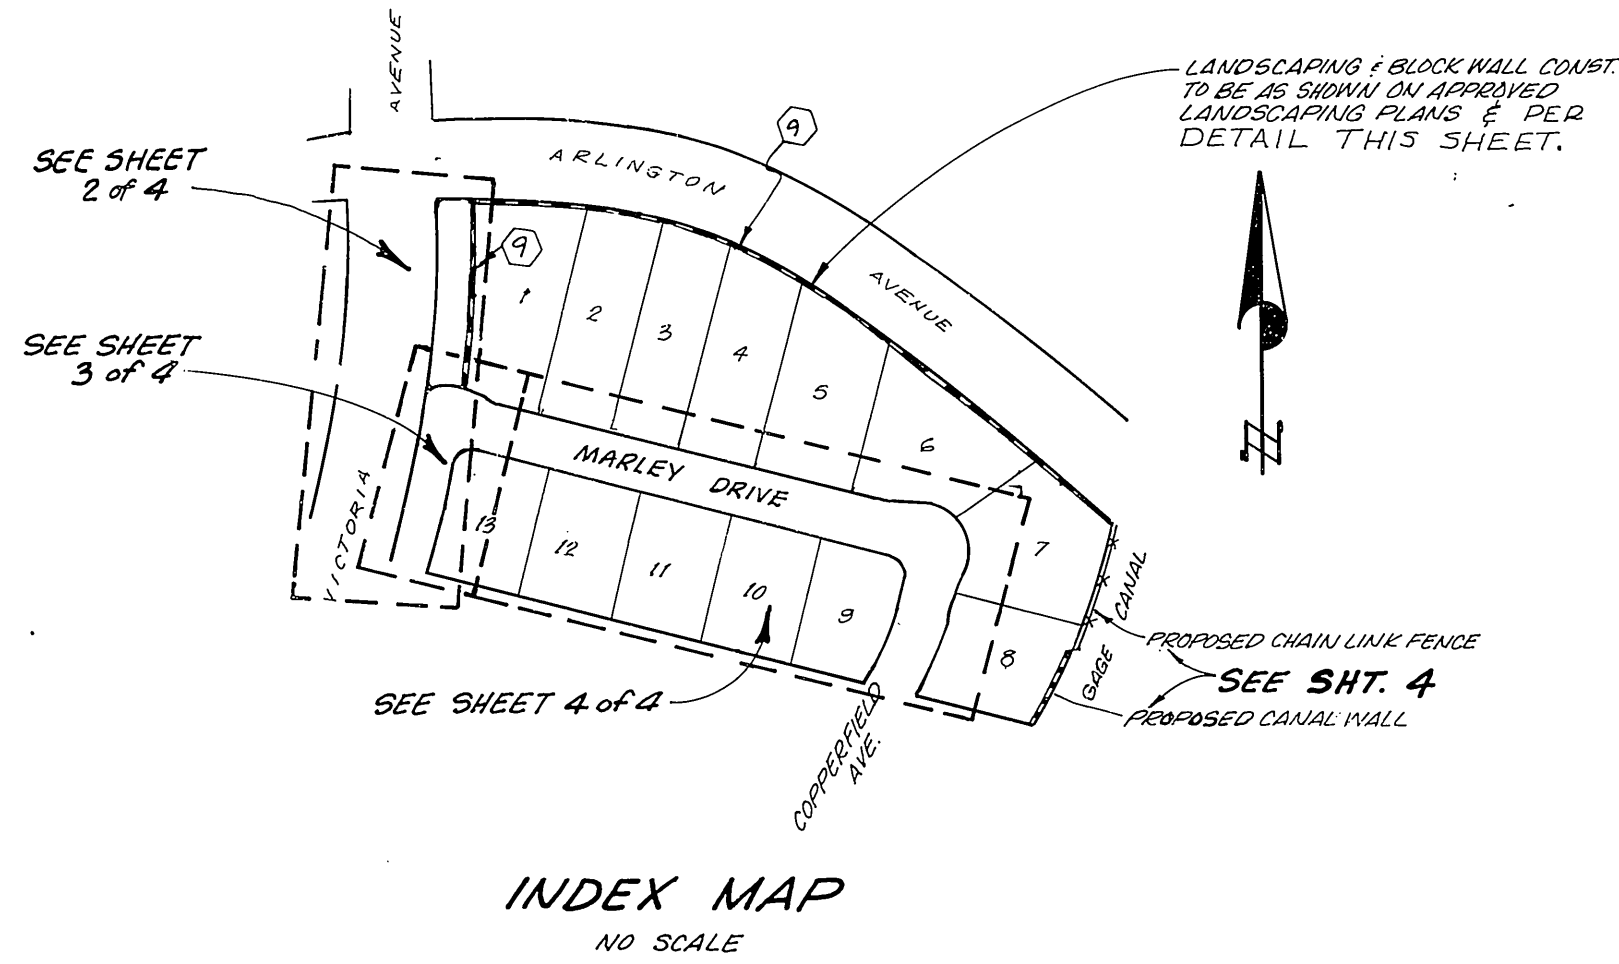 AVENUE
LANDSCAPING & BLOCK WALL CONST.
TO BE AS SHOWN ON APPROVED
LANDSCAPING PLANS & PER
DETAIL THIS SHEET.
9
ARLINGTON
AVENUE
SEE SHEET
2 of 4
9
1
2
3
4
5
6
SEE SHEET
3 of 4
MARLEY DRIVE
VICTORIA
13
12
11
10
9
7
8
N
GAGE CANAL
PROPOSED CHAIN LINK FENCE
SEE SHT. 4
PROPOSED CANAL WALL
SEE SHEET 4 of 4
COPPERFIELD
AVE.
INDEX MAP
NO SCALE